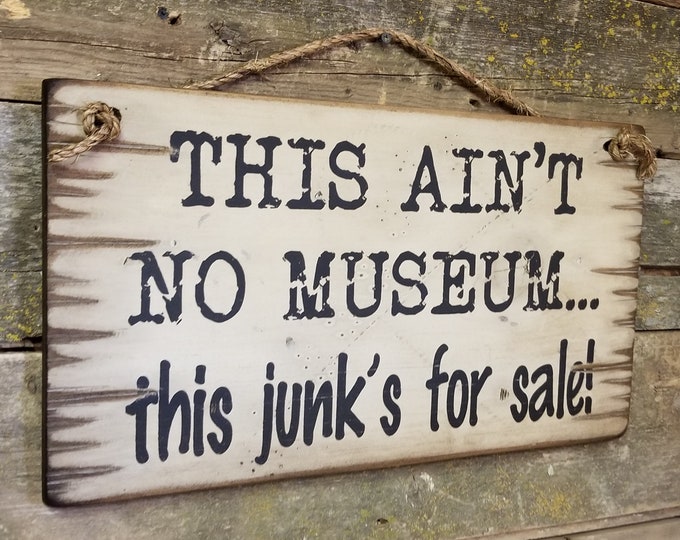 THIS AIN'T
NO MUSEUM...
this junk's for sale!